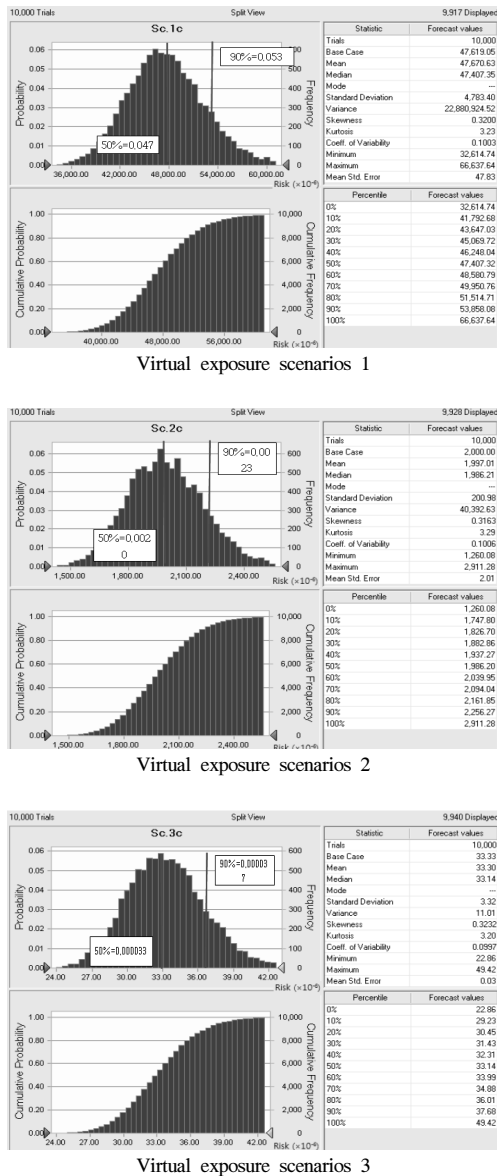 10,000 Trials Split View 9,917 Displayed
Sc.1c
Probability
0.06
0.05
0.04
0.03
0.02
0.01
0.00
90%=0.053
50%=0.047
600
500
400
300
200
100
0
Frequency
36,000.00 42,000.00 48,000.00 54,000.00 60,000.00
Risk (×10⁻⁶)
Cumulative Probability
1.00
0.80
0.60
0.40
0.20
0.00
10,000
8,000
6,000
4,000
2,000
0
Cumulative Frequency
40,000.00 48,000.00 56,000.00
Risk (×10⁻⁶)
Statistic Forecast values
Trials 10,000
Base Case 47,619.05
Mean 47,670.63
Median 47,407.35
Mode ---
Standard Deviation 4,783.40
Variance 22,880,924.52
Skewness 0.3200
Kurtosis 3.23
Coeff. of Variability 0.1003
Minimum 32,614.74
Maximum 66,637.64
Mean Std. Error 47.83
Percentile Forecast values
0% 32,614.74
10% 41,792.68
20% 43,647.03
30% 45,069.72
40% 46,248.04
50% 47,407.32
60% 48,580.79
70% 49,950.76
80% 51,514.71
90% 53,858.08
100% 66,637.64
Virtual exposure scenarios 1
10,000 Trials Split View 9,928 Displayed
Sc.2c
Probability
0.06
0.05
0.04
0.03
0.02
0.01
0.00
90%=0,00
23
50%=0,002
0
600
500
400
300
200
100
0
Frequency
1,500.00 1,800.00 2,100.00 2,400.00
Risk (×10⁻⁶)
Cumulative Probability
1.00
0.80
0.60
0.40
0.20
0.00
10,000
8,000
6,000
4,000
2,000
0
Cumulative Frequency
1,500.00 1,800.00 2,100.00 2,400.00
Risk (×10⁻⁶)
Statistic Forecast values
Trials 10,000
Base Case 2,000.00
Mean 1,997.01
Median 1,986.21
Mode ---
Standard Deviation 200.98
Variance 40,392.63
Skewness 0.3163
Kurtosis 3.29
Coeff. of Variability 0.1006
Minimum 1,260.08
Maximum 2,911.28
Mean Std. Error 2.01
Percentile Forecast values
0% 1,260.08
10% 1,747.80
20% 1,826.70
30% 1,882.86
40% 1,937.27
50% 1,986.20
60% 2,039.95
70% 2,094.04
80% 2,161.85
90% 2,256.27
100% 2,911.28
Virtual exposure scenarios 2
10,000 Trials Split View 9,940 Displayed
Sc.3c
Probability
0.06
0.05
0.04
0.03
0.02
0.01
0.00
90%=0,00003
7
50%=0,000033
600
500
400
300
200
100
0
Frequency
24.00 27.00 30.00 33.00 36.00 39.00 42.00
Risk (×10⁻⁶)
Cumulative Probability
1.00
0.80
0.60
0.40
0.20
0.00
10,000
8,000
6,000
4,000
2,000
0
Cumulative Frequency
24.00 27.00 30.00 33.00 36.00 39.00 42.00
Risk (×10⁻⁶)
Statistic Forecast values
Trials 10,000
Base Case 33.33
Mean 33.30
Median 33.14
Mode ---
Standard Deviation 3.32
Variance 11.01
Skewness 0.3232
Kurtosis 3.20
Coeff. of Variability 0.0997
Minimum 22.86
Maximum 49.42
Mean Std. Error 0.03
Percentile Forecast values
0% 22.86
10% 29.23
20% 30.45
30% 31.43
40% 32.31
50% 33.14
60% 33.99
70% 34.88
80% 36.01
90% 37.68
100% 49.42
Virtual exposure scenarios 3